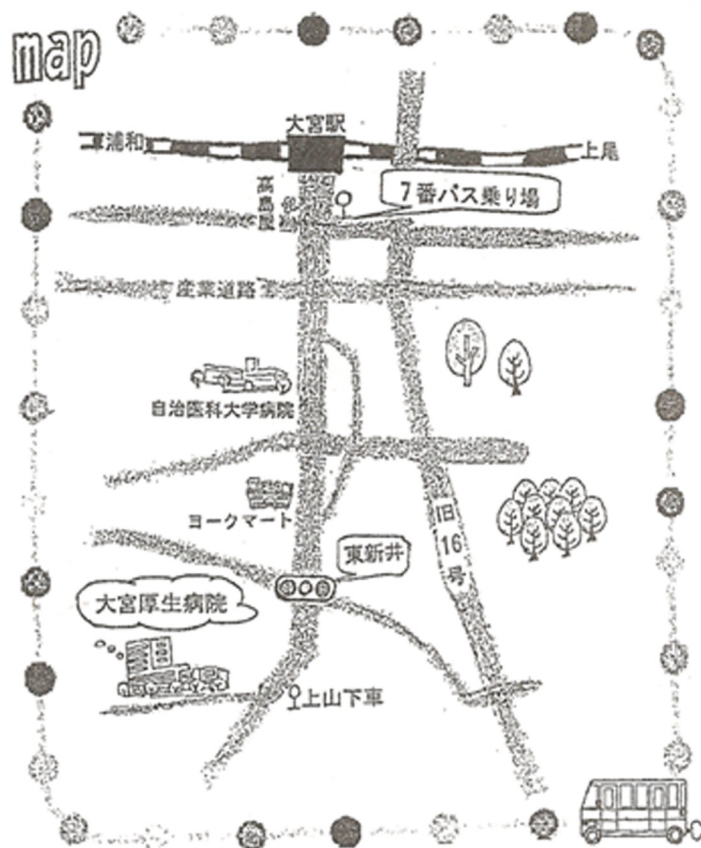 map
大宮駅
浦和
上尾
高島屋
7番バス乗り場
産業道路
自治医科大学病院
ヨークマート
旧16号
東新井
大宮厚生病院
上山下車